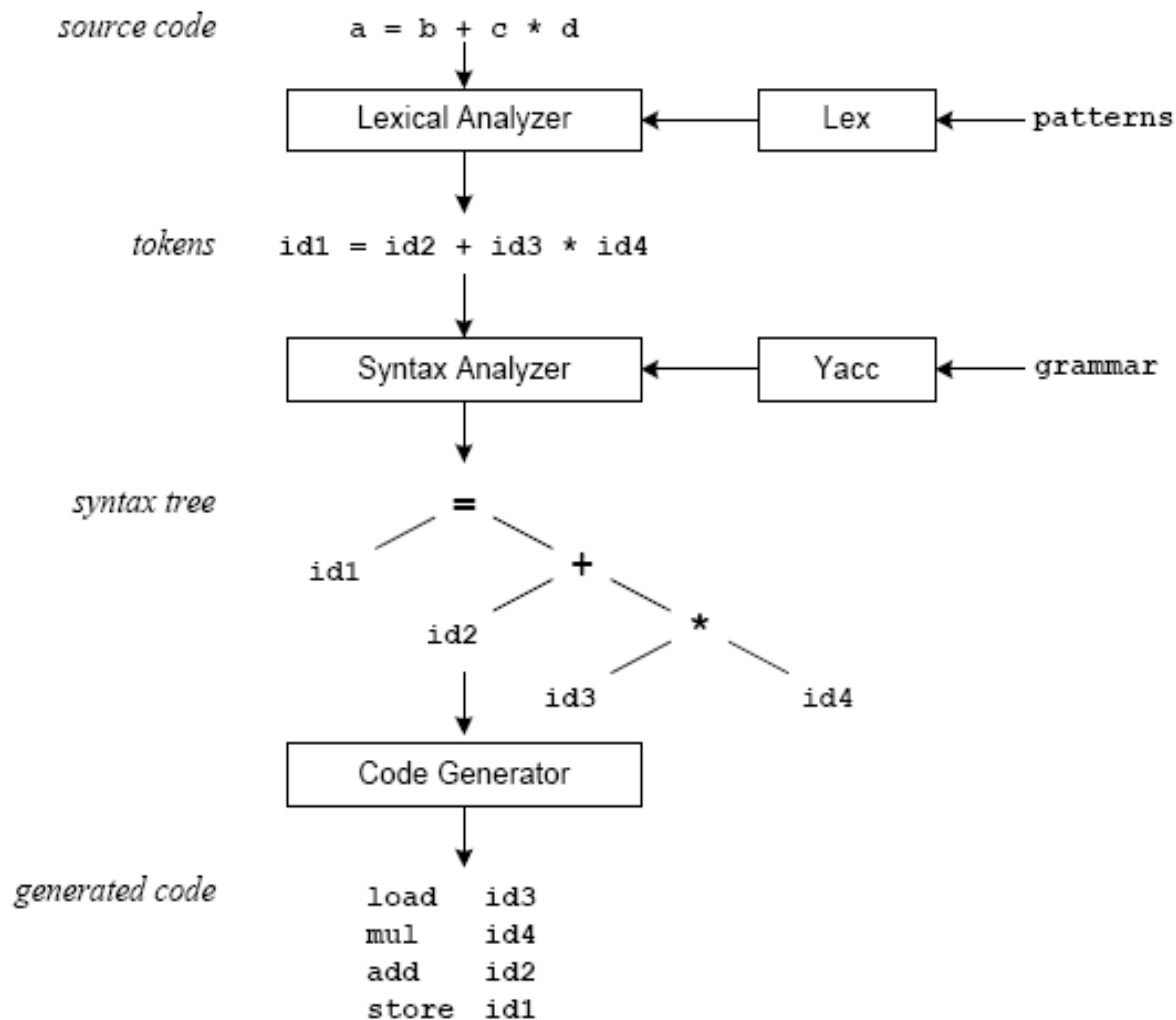 source code a = b + c * d
Lexical Analyzer Lex patterns
tokens id1 = id2 + id3 * id4
Syntax Analyzer Yacc grammar
syntax tree =
id1 +
id2 *
id3 id4
Code Generator
generated code load id3
mul id4
add id2
store id1